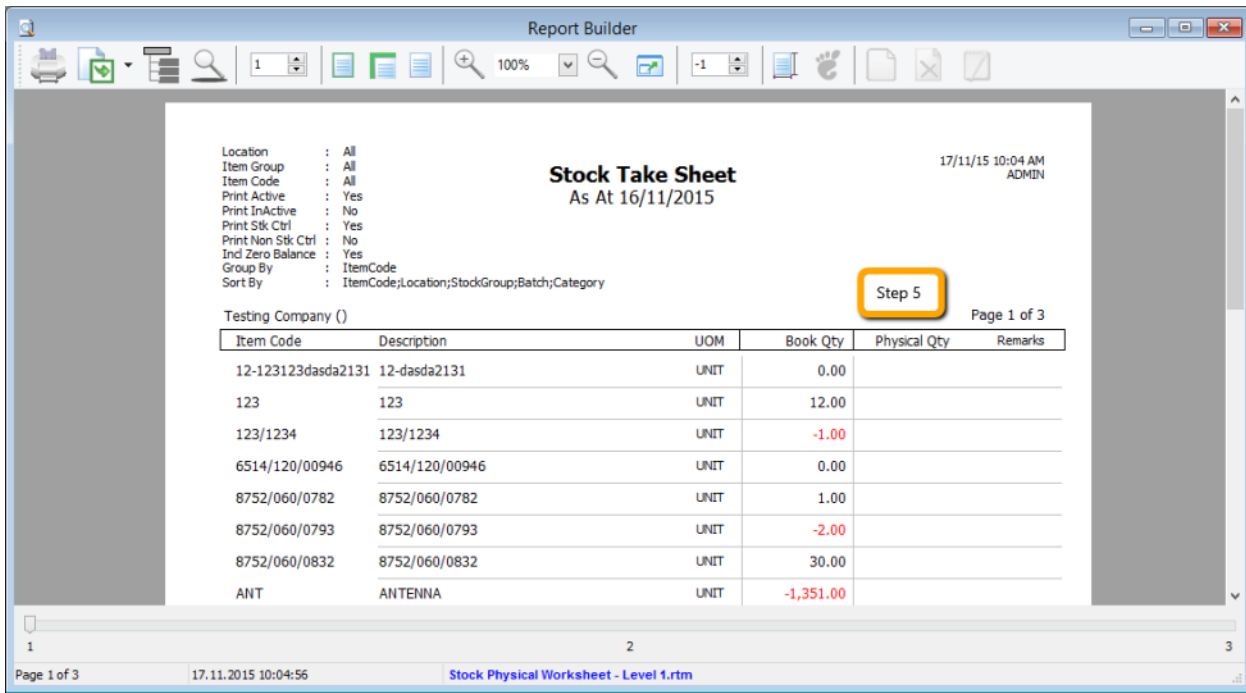 Report Builder
1 100% -1
Location : All
Item Group : All
Item Code : All
Print Active : Yes
Print InActive : No
Print Stk Ctrl : Yes
Print Non Stk Ctrl : No
Incl Zero Balance : Yes
Group By : ItemCode
Sort By : ItemCode;Location;StockGroup;Batch;Category
Stock Take Sheet
As At 16/11/2015
17/11/15 10:04 AM
ADMIN
Step 5
Testing Company () Page 1 of 3
Item Code Description UOM Book Qty Physical Qty Remarks
12-123123dasda2131 12-dasda2131 UNIT 0.00
123 123 UNIT 12.00
123/1234 123/1234 UNIT -1.00
6514/120/00946 6514/120/00946 UNIT 0.00
8752/060/0782 8752/060/0782 UNIT 1.00
8752/060/0793 8752/060/0793 UNIT -2.00
8752/060/0832 8752/060/0832 UNIT 30.00
ANT ANTENNA UNIT -1,351.00
1 2 3
Page 1 of 3 17.11.2015 10:04:56 Stock Physical Worksheet - Level 1.rtm